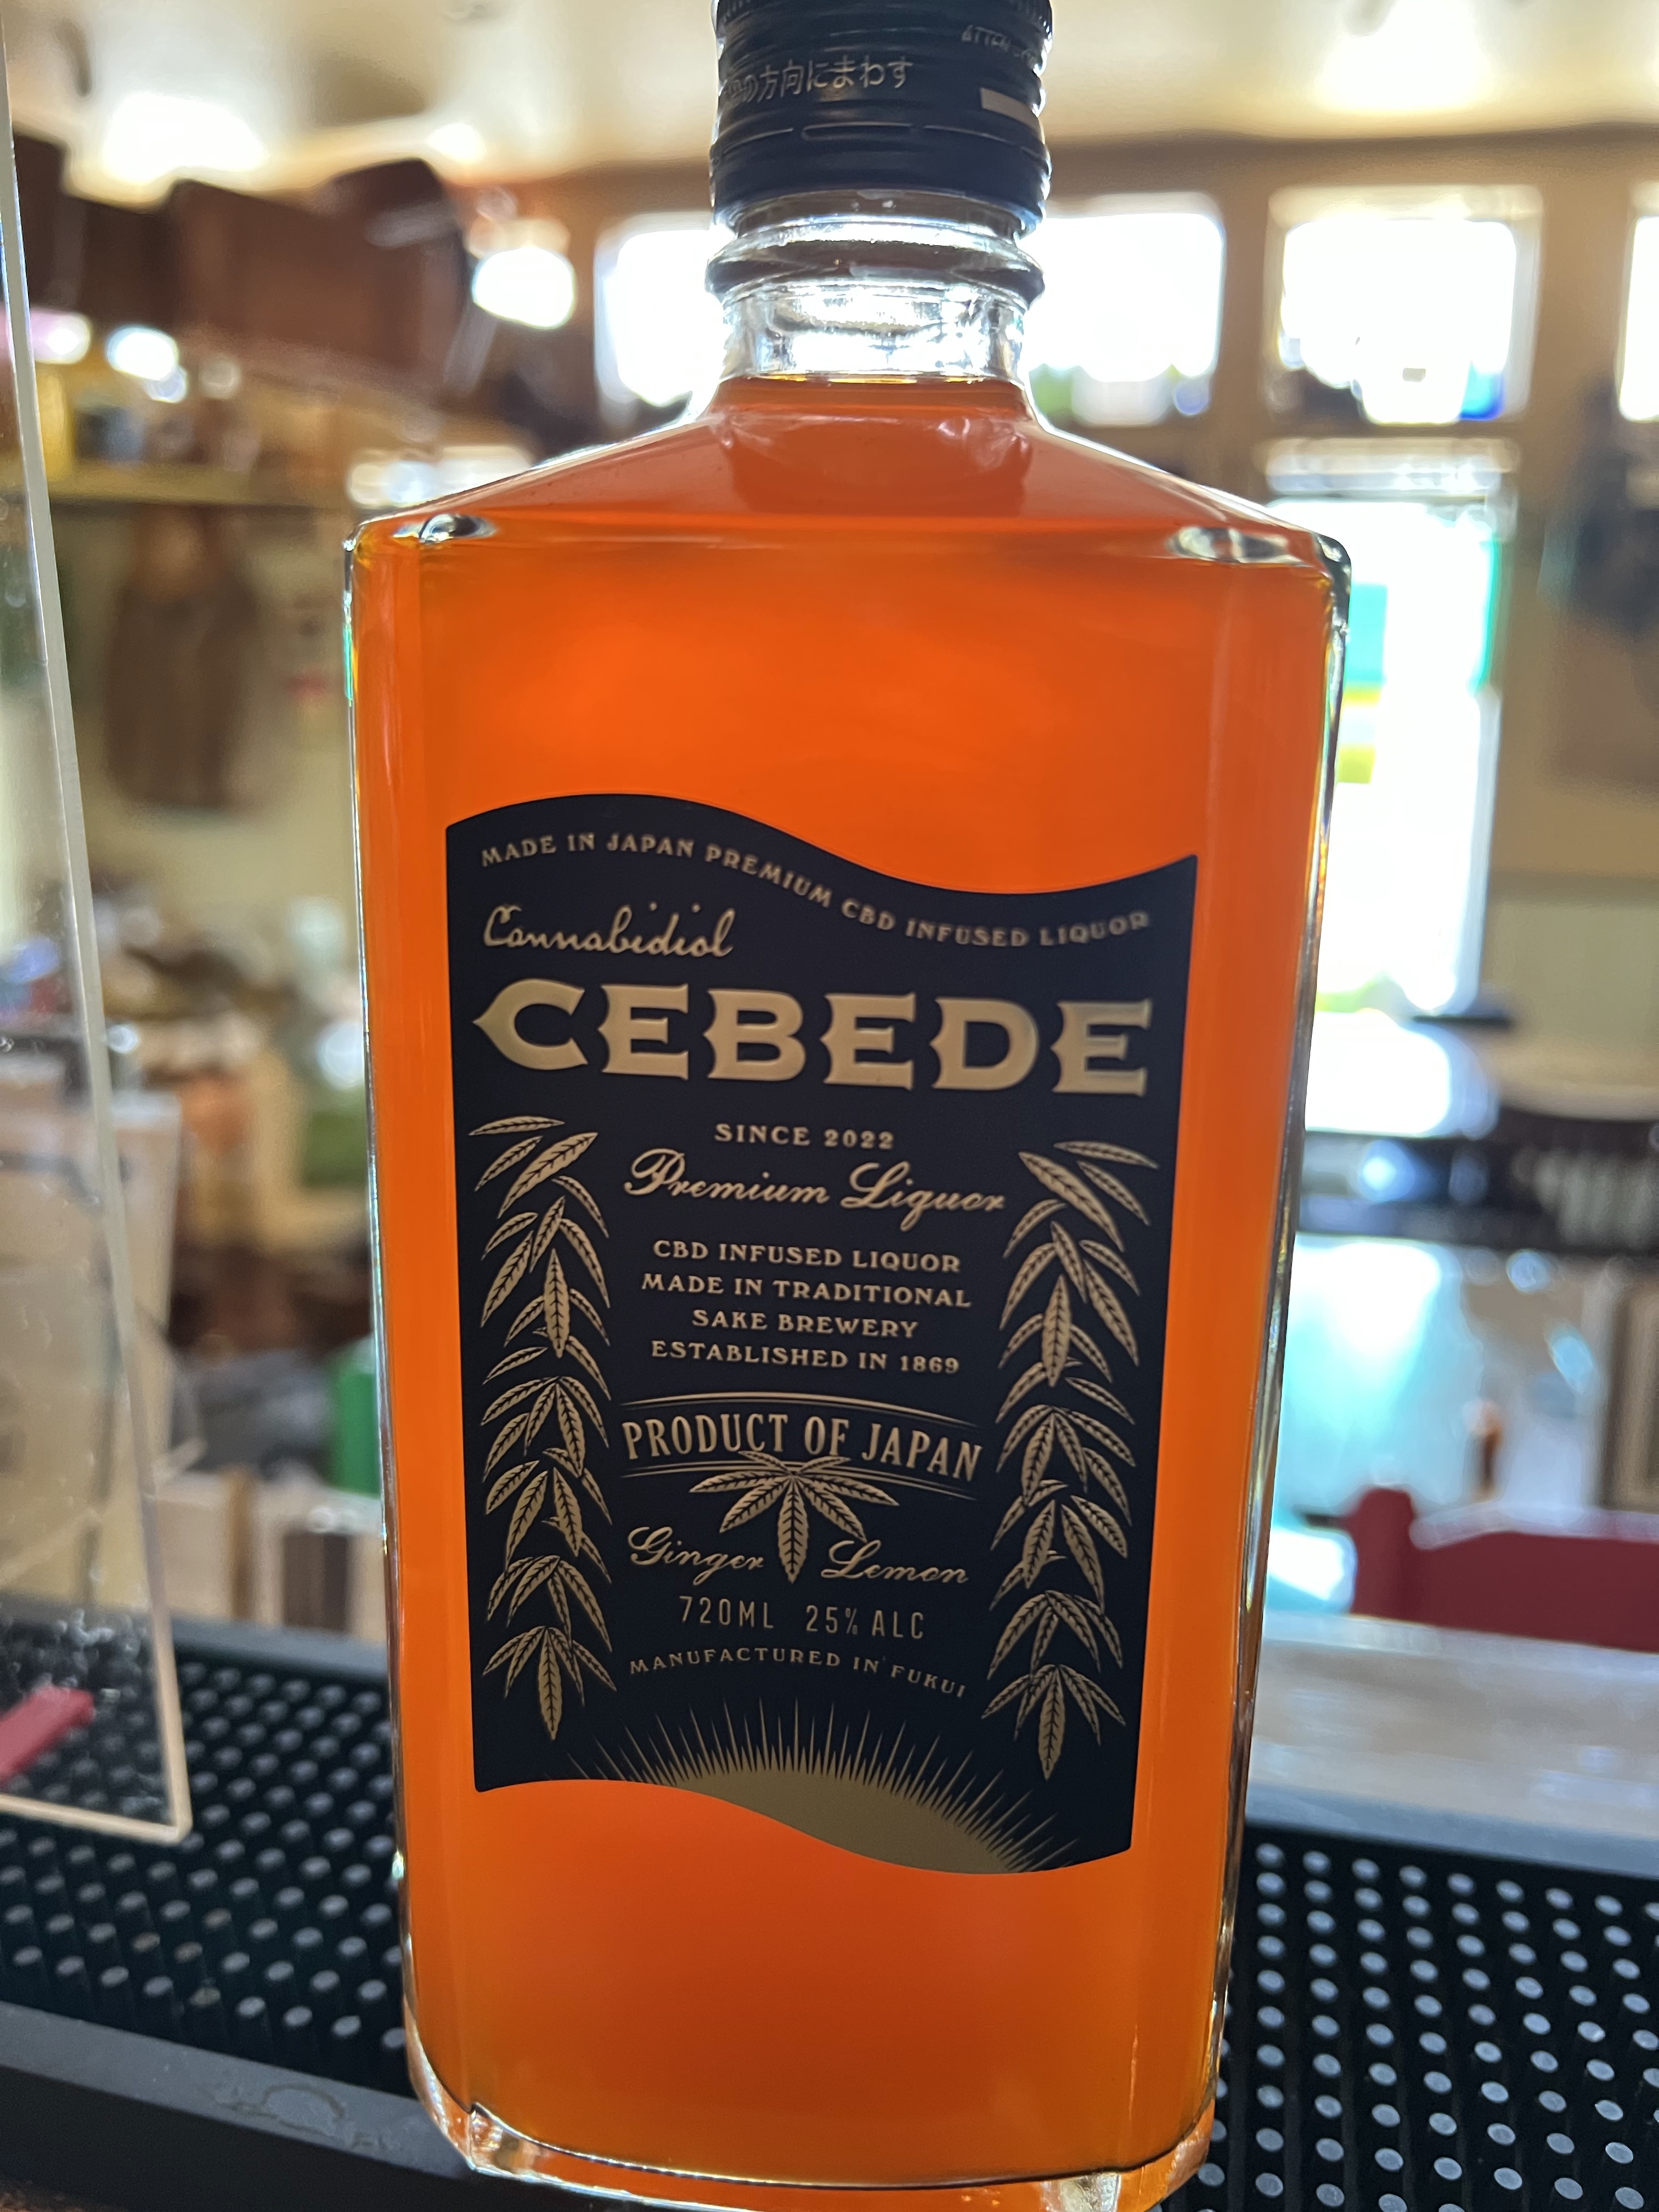 の方向にまわす
MADE IN JAPAN PREMIUM CBD INFUSED LIQUOR
Cannabidiol
CEBEDE
SINCE 2022
Premium Liquor
CBD INFUSED LIQUOR
MADE IN TRADITIONAL
SAKE BREWERY
ESTABLISHED IN 1869
PRODUCT OF JAPAN
Ginger Lemon
720ML 25% ALC
MANUFACTURED IN FUKUI